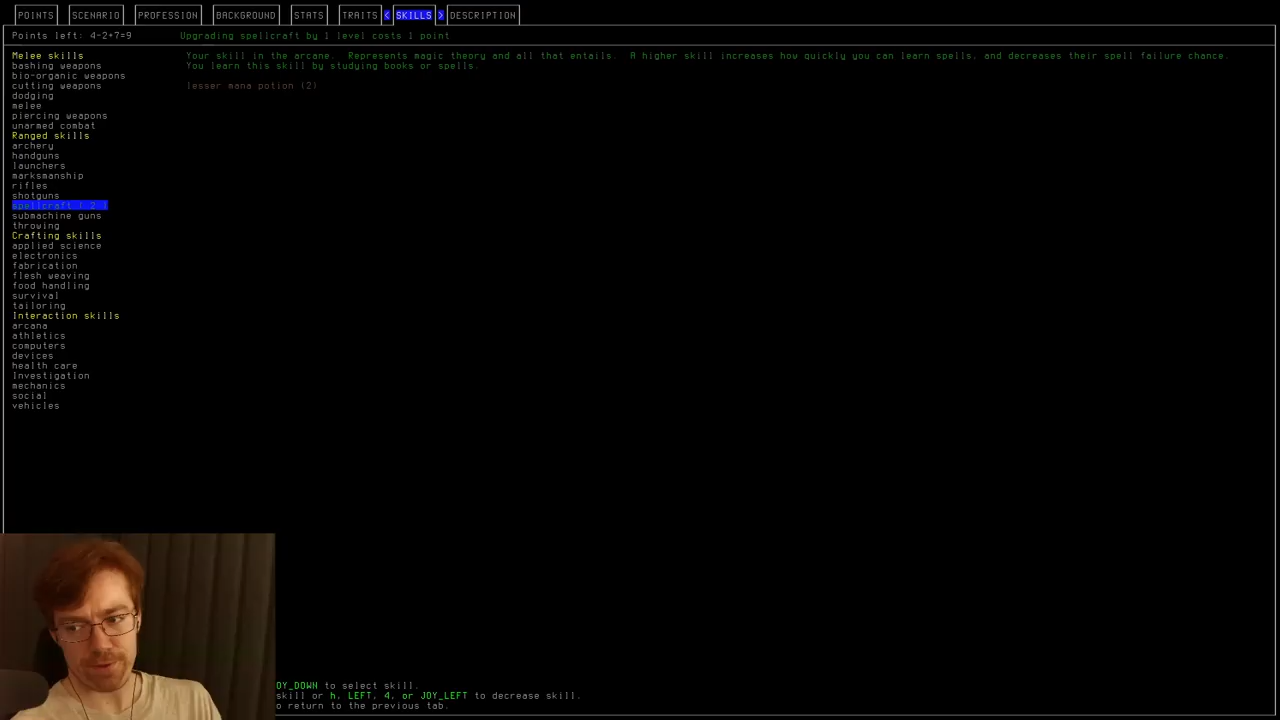 POINTS SCENARIO PROFESSION BACKGROUND STATS TRAITS < SKILLS > DESCRIPTION
Points left: 4-2+7=9 Upgrading spellcraft by 1 level costs 1 point
Melee skills
bashing weapons
bio-organic weapons
cutting weapons
dodging
melee
piercing weapons
unarmed combat
Ranged skills
archery
handguns
launchers
marksmanship
rifles
shotguns
spellcraft ( 2 )
submachine guns
throwing
Crafting skills
applied science
electronics
fabrication
flesh weaving
food handling
survival
tailoring
Interaction skills
arcana
athletics
computers
devices
health care
Investigation
mechanics
social
vehicles
Your skill in the arcane. Represents magic theory and all that entails. A higher skill increases how quickly you can learn spells, and decreases their spell failure chance.
You learn this skill by studying books or spells.
lesser mana potion (2)
OY_DOWN to select skill.
skill or h, LEFT, 4, or JOY_LEFT to decrease skill.
o return to the previous tab.